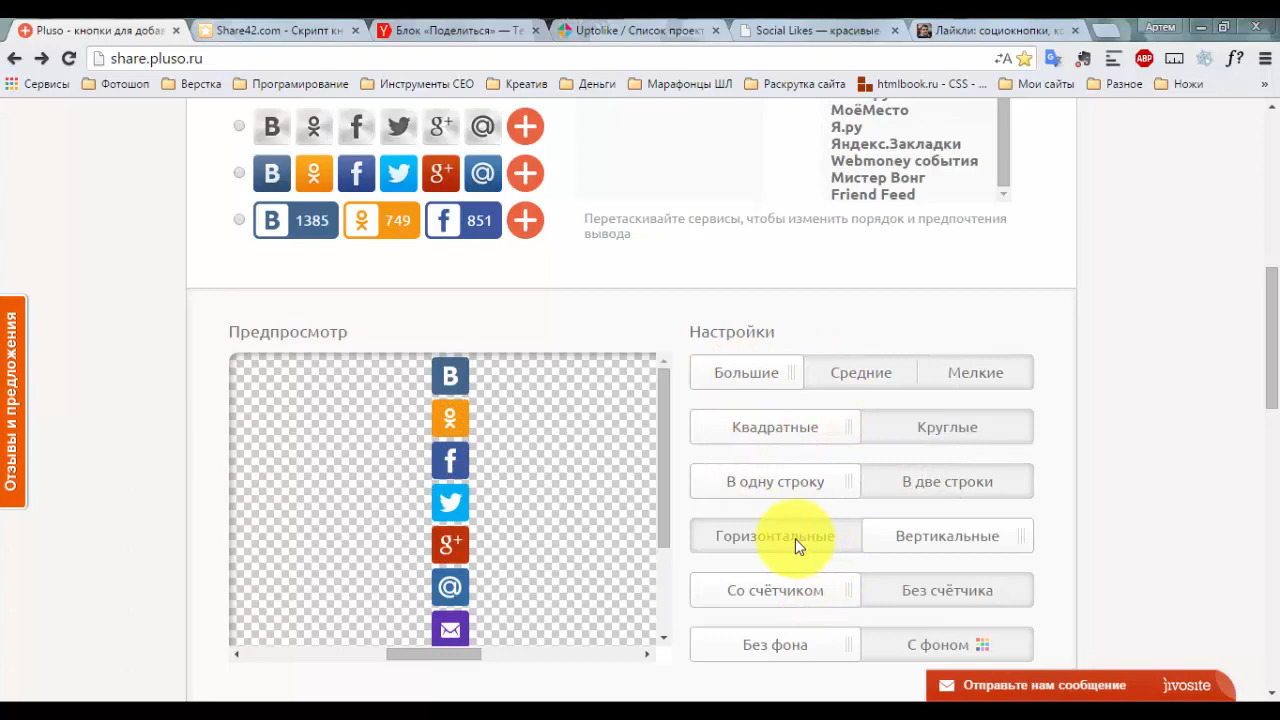 Pluso - кнопки для доба
Share42.com - Скрипт кн
Блок «Поделиться» — Те
Uptolike / Список проект
Social Likes — красивые
Лайкли: социокнопки, ко
Артем
share.pluso.ru
ABP
ƒ?
Сервисы
Фотошоп
Верстка
Програмирование
Инструменты СЕО
Креатив
Деньги
Марафонцы ШЛ
Раскрутка сайта
htmlbook.ru - CSS - ...
Мои сайты
Разное
Ножи
»
МоёМесто
Я.ру
Яндекс.Закладки
Webmoney события
Мистер Вонг
Friend Feed
1385
749
851
Перетаскивайте сервисы, чтобы изменить порядок и предпочтения
вывода
Отзывы и предложения
Предпросмотр
Настройки
Большие
Средние
Мелкие
Квадратные
Круглые
В одну строку
В две строки
Горизонтальные
Вертикальные
Со счётчиком
Без счётчика
Без фона
С фоном
Отправьте нам сообщение
jivosite